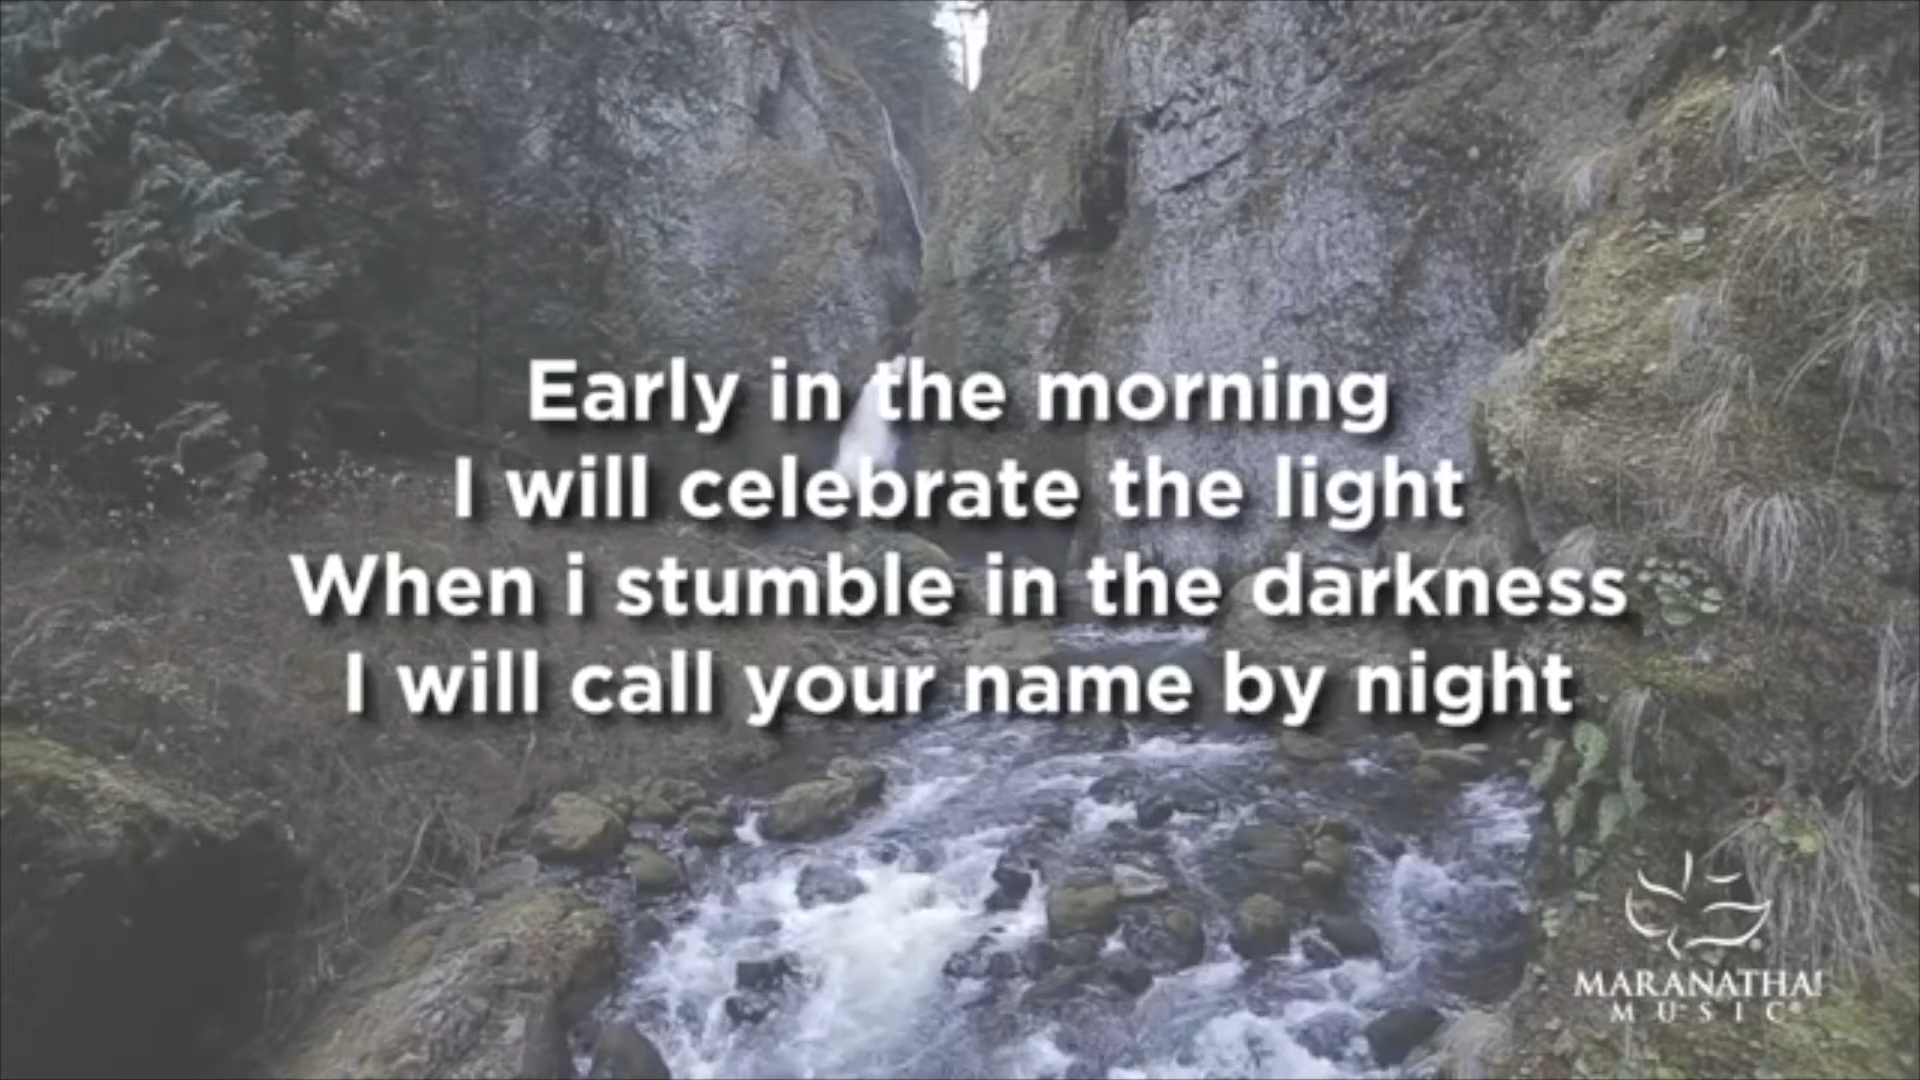 Early in the morning
I will celebrate the light
When i stumble in the darkness
I will call your name by night
MARANATHA!
MUSIC®